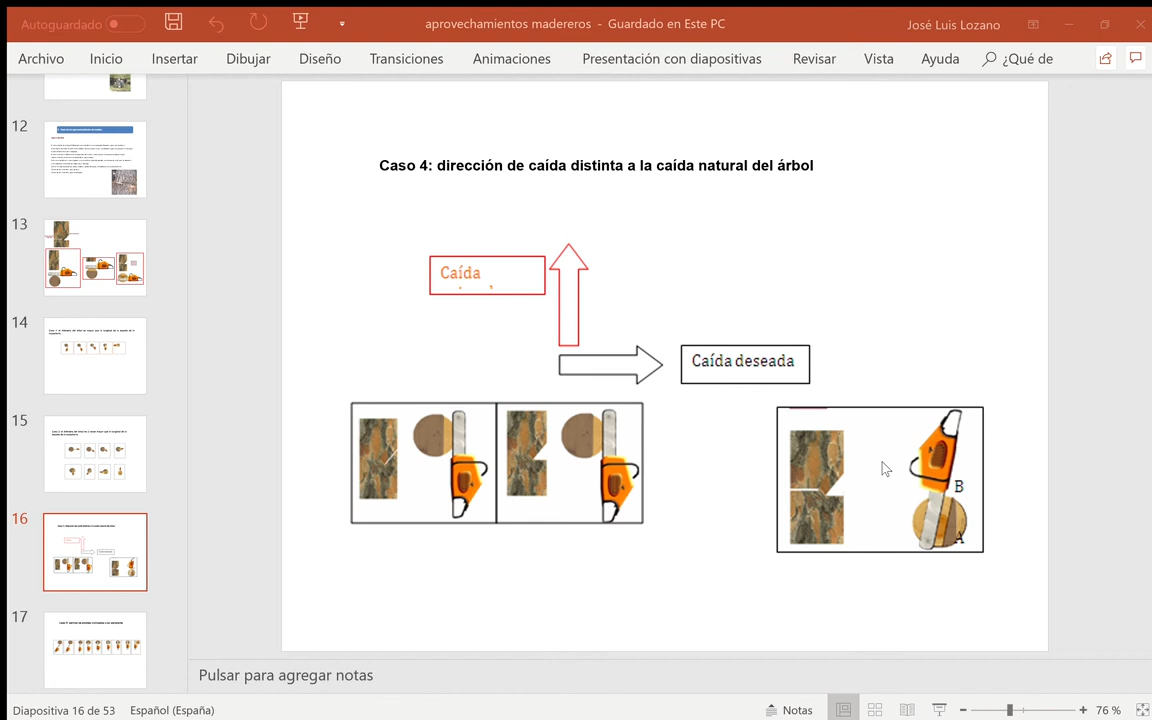 Autoguardado
aprovechamientos madereros - Guardado en Este PC
José Luis Lozano
Archivo Inicio Insertar Dibujar Diseño Transiciones Animaciones Presentación con diapositivas Revisar Vista Ayuda ¿Qué de
12
13
14
15
16
17
Caso 4: dirección de caída distinta a la caída natural del árbol
Caída
Caída deseada
B
A
Pulsar para agregar notas
Diapositiva 16 de 53 Español (España) Notas 76 %